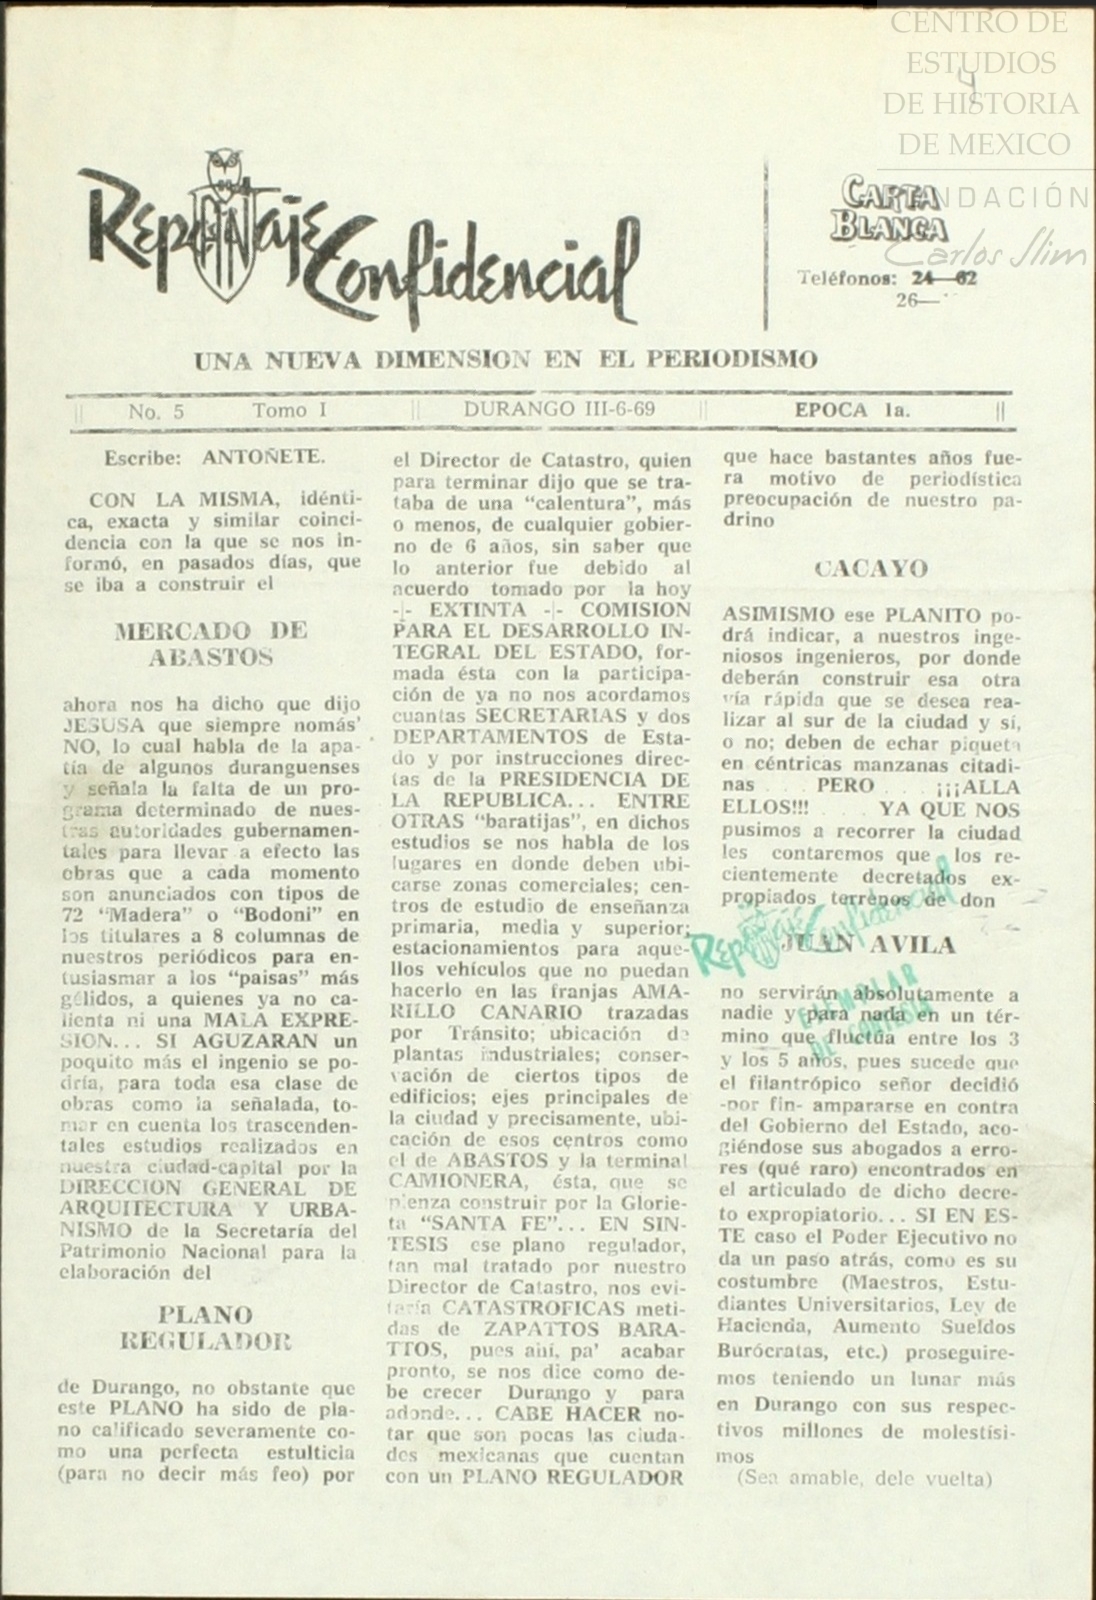 CENTRO DE
ESTUDIOS
DE HISTORIA
DE MEXICO
FUNDACIÓN
Carlos Slim
4
Reportaje Confidencial
CARTA
BLANCA
Teléfonos: 24—62
26—
UNA NUEVA DIMENSION EN EL PERIODISMO
No. 5 Tomo I DURANGO III-6-69 EPOCA 1a.
Escribe: ANTOÑETE.
CON LA MISMA, idénti-
ca, exacta y similar coinci-
dencia con la que se nos in-
formó, en pasados días, que
se iba a construir el
MERCADO DE
ABASTOS
ahora nos ha dicho que dijo
JESUSA que siempre nomás'
NO, lo cual habla de la apa-
tía de algunos duranguenses
y señala la falta de un pro-
grama determinado de nues-
tras autoridades gubernamen-
tales para llevar a efecto las
obras que a cada momento
son anunciados con tipos de
72 "Madera" o "Bodoni" en
los titulares a 8 columnas de
nuestros periódicos para en-
tusiasmar a los "paisas" más
gélidos, a quienes ya no ca-
lienta ni una MALA EXPRE-
SION... SI AGUZARAN un
poquito más el ingenio se po-
dría, para toda esa clase de
obras como la señalada, to-
mar en cuenta los trascenden-
tales estudios realizados en
nuestra ciudad-capital por la
DIRECCION GENERAL DE
ARQUITECTURA Y URBA-
NISMO de la Secretaría del
Patrimonio Nacional para la
elaboración del
PLANO
REGULADOR
de Durango, no obstante que
este PLANO ha sido de pla-
no calificado severamente co-
mo una perfecta estulticia
(para no decir más feo) por
el Director de Catastro, quien
para terminar dijo que se tra-
taba de una "calentura", más
o menos, de cualquier gobier-
no de 6 años, sin saber que
lo anterior fue debido al
acuerdo tomado por la hoy
-|- EXTINTA -|- COMISION
PARA EL DESARROLLO IN-
TEGRAL DEL ESTADO, for-
mada ésta con la participa-
ción de ya no nos acordamos
cuantas SECRETARIAS y dos
DEPARTAMENTOS de Esta-
do y por instrucciones direc-
tas de la PRESIDENCIA DE
LA REPUBLICA... ENTRE
OTRAS "baratijas", en dichos
estudios se nos habla de los
lugares en donde deben ubi-
carse zonas comerciales; cen-
tros de estudio de enseñanza
primaria, media y superior;
estacionamientos para aque-
llos vehículos que no puedan
hacerlo en las franjas AMA-
RILLO CANARIO trazadas
por Tránsito; ubicación de
plantas industriales; conser-
vación de ciertos tipos de
edificios; ejes principales de
la ciudad y precisamente, ubi-
cación de esos centros como
el de ABASTOS y la terminal
CAMIONERA, ésta, que se
pienza construir por la Glorie-
ta "SANTA FE"... EN SIN-
TESIS ese plano regulador,
tan mal tratado por nuestro
Director de Catastro, nos evi-
taría CATASTROFICAS meti-
das de ZAPATTOS BARA-
TTOS, pues ahí, pa' acabar
pronto, se nos dice como de-
be crecer Durango y para
adonde... CABE HACER no-
tar que son pocas las ciuda-
des mexicanas que cuentan
con un PLANO REGULADOR
que hace bastantes años fue-
ra motivo de periodística
preocupación de nuestro pa-
drino
CACAYO
ASIMISMO ese PLANITO po-
drá indicar, a nuestros inge-
niosos ingenieros, por donde
deberán construir esa otra
vía rápida que se desea rea-
lizar al sur de la ciudad y sí,
o no; deben de echar piqueta
en céntricas manzanas citadi-
nas . . . PERO . . . ¡¡¡ALLA
ELLOS!!! . . . YA QUE NOS
pusimos a recorrer la ciudad
les contaremos que los re-
cientemente decretados ex-
propiados terrenos de don
JUAN AVILA
Reportaje Confidencial
EJEMPLAR
DE CORTESIA
no servirán absolutamente a
nadie y para nada en un tér-
mino que fluctúa entre los 3
y los 5 años, pues sucede que
el filantrópico señor decidió
-por fin- ampararse en contra
del Gobierno del Estado, aco-
giéndose sus abogados a erro-
res (qué raro) encontrados en
el articulado de dicho decre-
to expropiatorio... SI EN ES-
TE caso el Poder Ejecutivo no
da un paso atrás, como es su
costumbre (Maestros, Estu-
diantes Universitarios, Ley de
Hacienda, Aumento Sueldos
Burócratas, etc.) proseguire-
mos teniendo un lunar más
en Durango con sus respec-
tivos millones de molestísi-
mos
(Sea amable, dele vuelta)